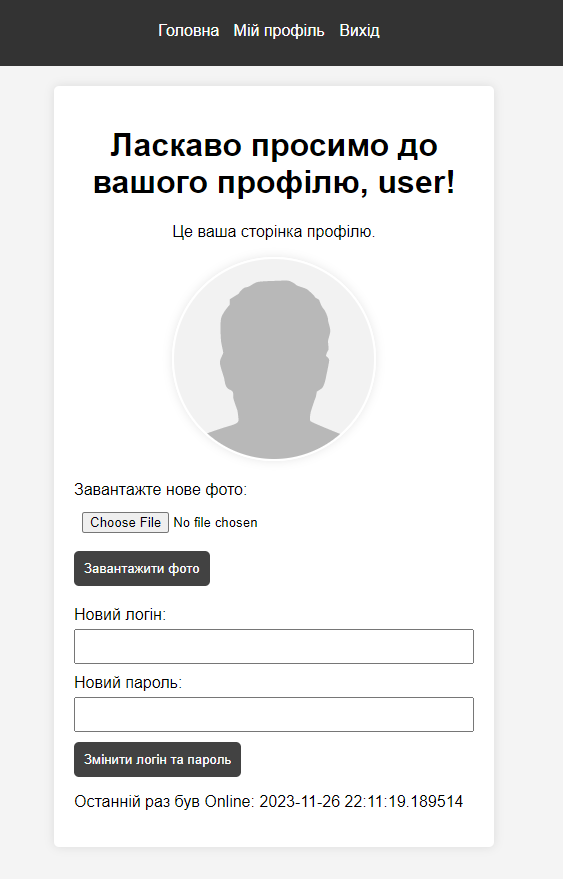 Головна Мій профіль Вихід
Ласкаво просимо до
вашого профілю, user!
Це ваша сторінка профілю.
Завантажте нове фото:
Choose File No file chosen
Завантажити фото
Новий логін:
Новий пароль:
Змінити логін та пароль
Останній раз був Online: 2023-11-26 22:11:19.189514